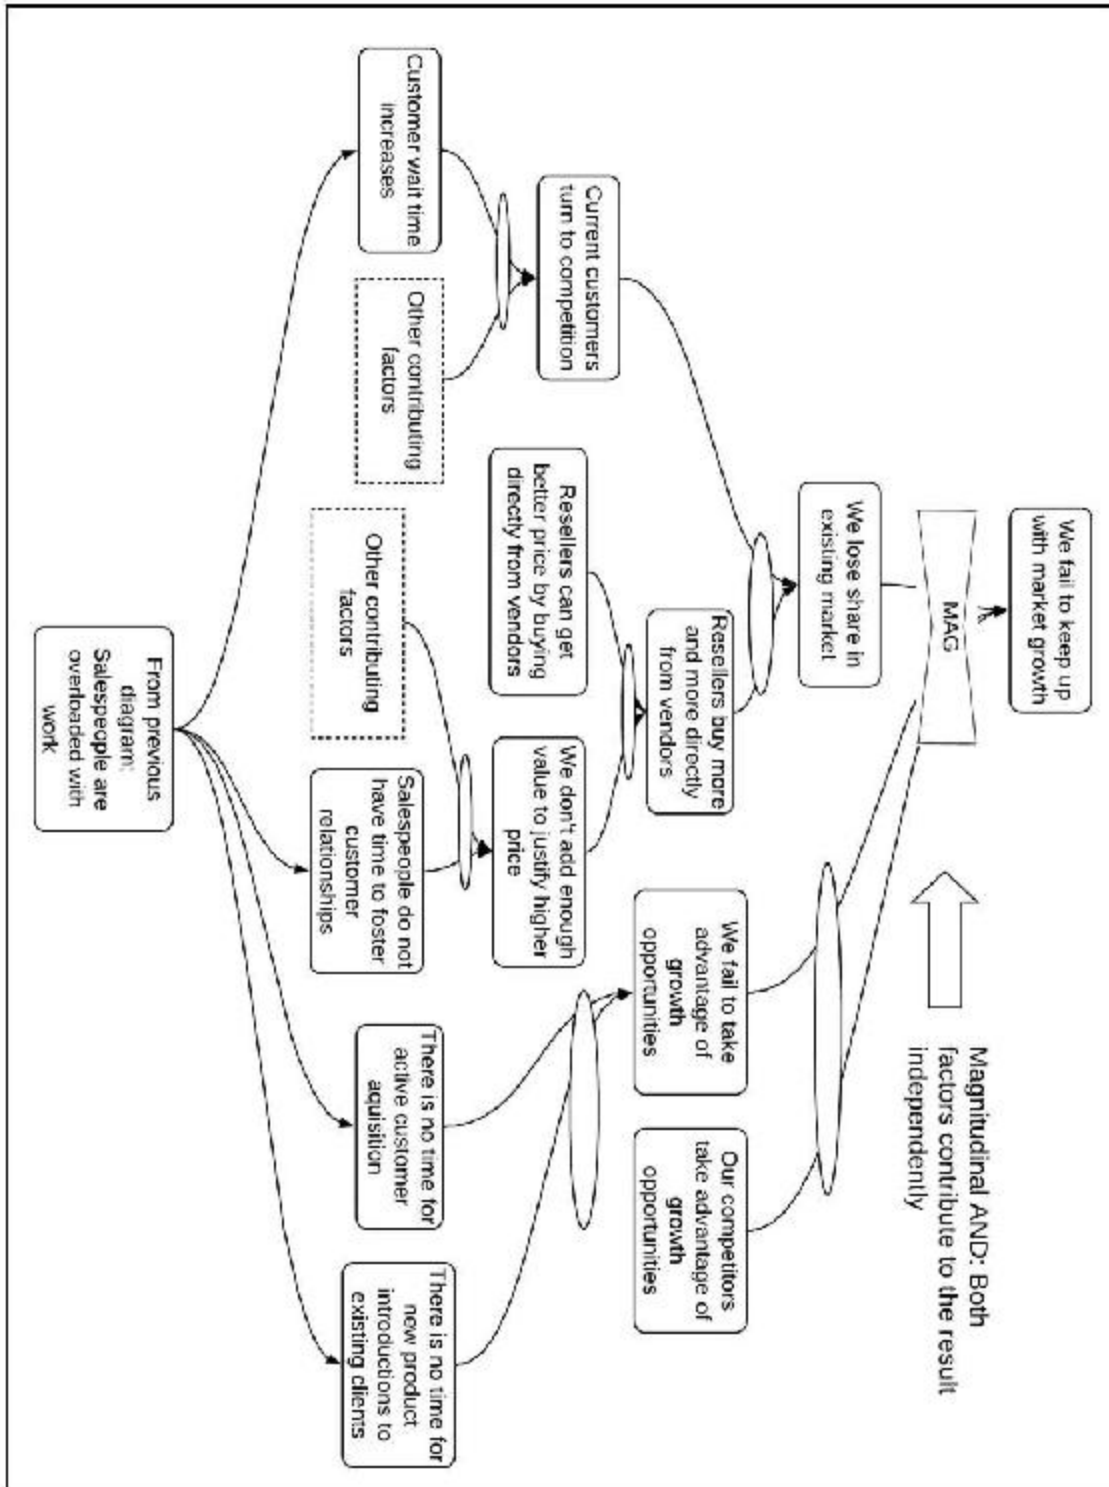 We fail to keep up
with market growth
MAG
Magnitudinal AND: Both
factors contribute to the result
independently
We lose share in
existing market
Current customers
turn to competition
Resellers buy more
and more directly
from vendors
We fail to take
advantage of
growth
opportunities
Our competitors
take advantage of
growth
opportunities
Resellers can get
better price by buying
directly from vendors
We don't add enough
value to justify higher
price
Customer wait time
increases
Other contributing
factors
Other contributing
factors
Salespeople do not
have time to foster
customer
relationships
There is no time for
active customer
aquisition
There is no time for
new product
introductions to
existing clients
From previous
diagram:
Salespeople are
overloaded with
work